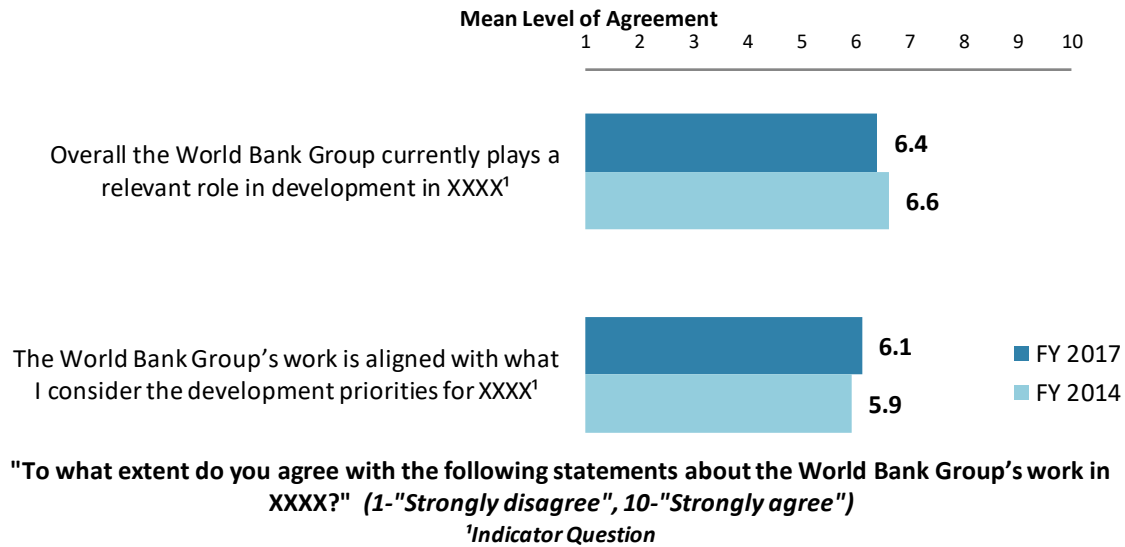 Mean Level of Agreement
1 2 3 4 5 6 7 8 9 10
Overall the World Bank Group currently plays a
relevant role in development in XXXX¹
6.4
6.6
The World Bank Group’s work is aligned with what
I consider the development priorities for XXXX¹
6.1
5.9
FY 2017
FY 2014
"To what extent do you agree with the following statements about the World Bank Group’s work in
XXXX?" (1-"Strongly disagree", 10-"Strongly agree")
¹Indicator Question